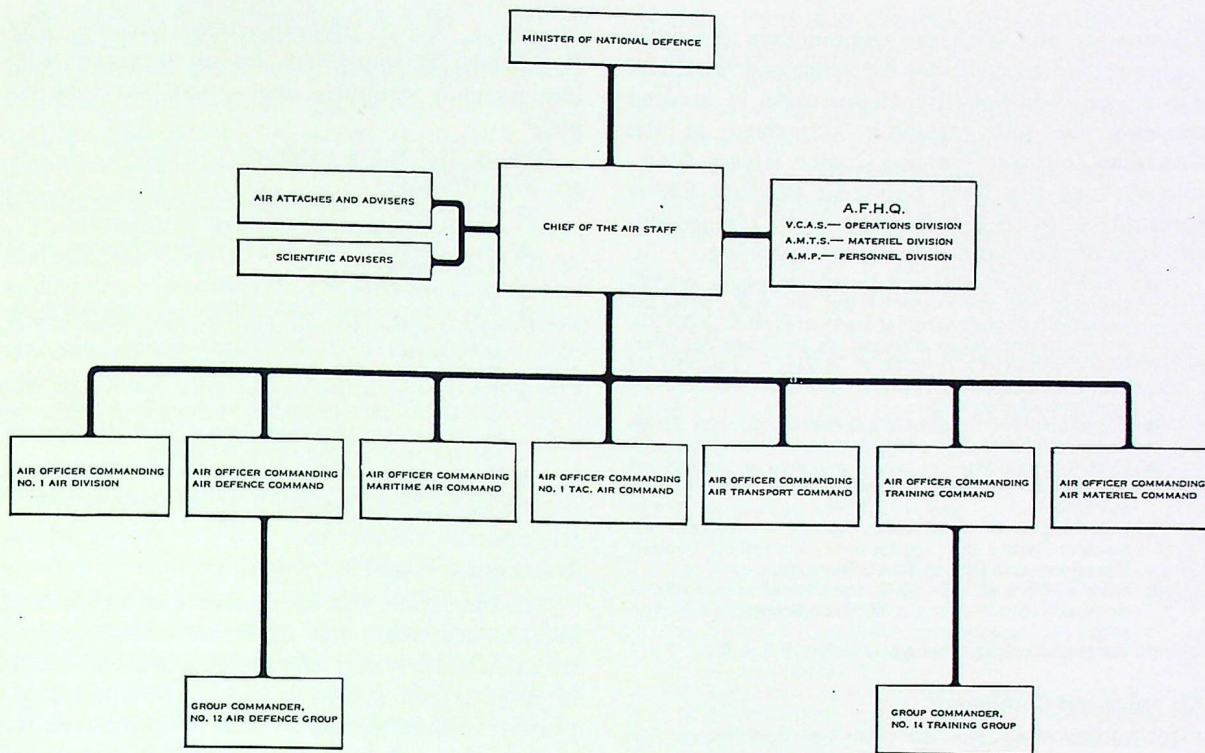 MINISTER OF NATIONAL DEFENCE
AIR ATTACHES AND ADVISERS
SCIENTIFIC ADVISERS
CHIEF OF THE AIR STAFF
A.F.H.Q.
V.C.A.S.— OPERATIONS DIVISION
A.M.T.S.— MATERIEL DIVISION
A.M.P.— PERSONNEL DIVISION
AIR OFFICER COMMANDING
NO. 1 AIR DIVISION
AIR OFFICER COMMANDING
AIR DEFENCE COMMAND
AIR OFFICER COMMANDING
MARITIME AIR COMMAND
AIR OFFICER COMMANDING
NO. 1 TAC. AIR COMMAND
AIR OFFICER COMMANDING
AIR TRANSPORT COMMAND
AIR OFFICER COMMANDING
TRAINING COMMAND
AIR OFFICER COMMANDING
AIR MATERIEL COMMAND
GROUP COMMANDER,
NO. 12 AIR DEFENCE GROUP
GROUP COMMANDER,
NO. 14 TRAINING GROUP